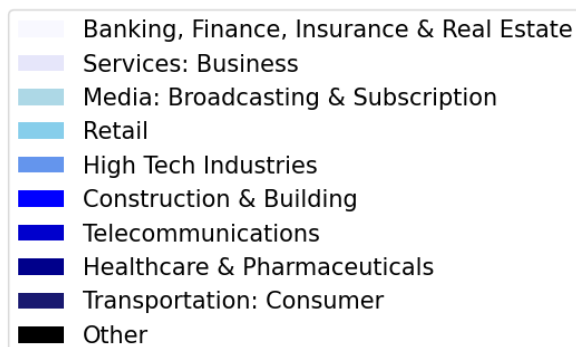 Banking, Finance, Insurance & Real Estate
Services: Business
Media: Broadcasting & Subscription
Retail
High Tech Industries
Construction & Building
Telecommunications
Healthcare & Pharmaceuticals
Transportation: Consumer
Other